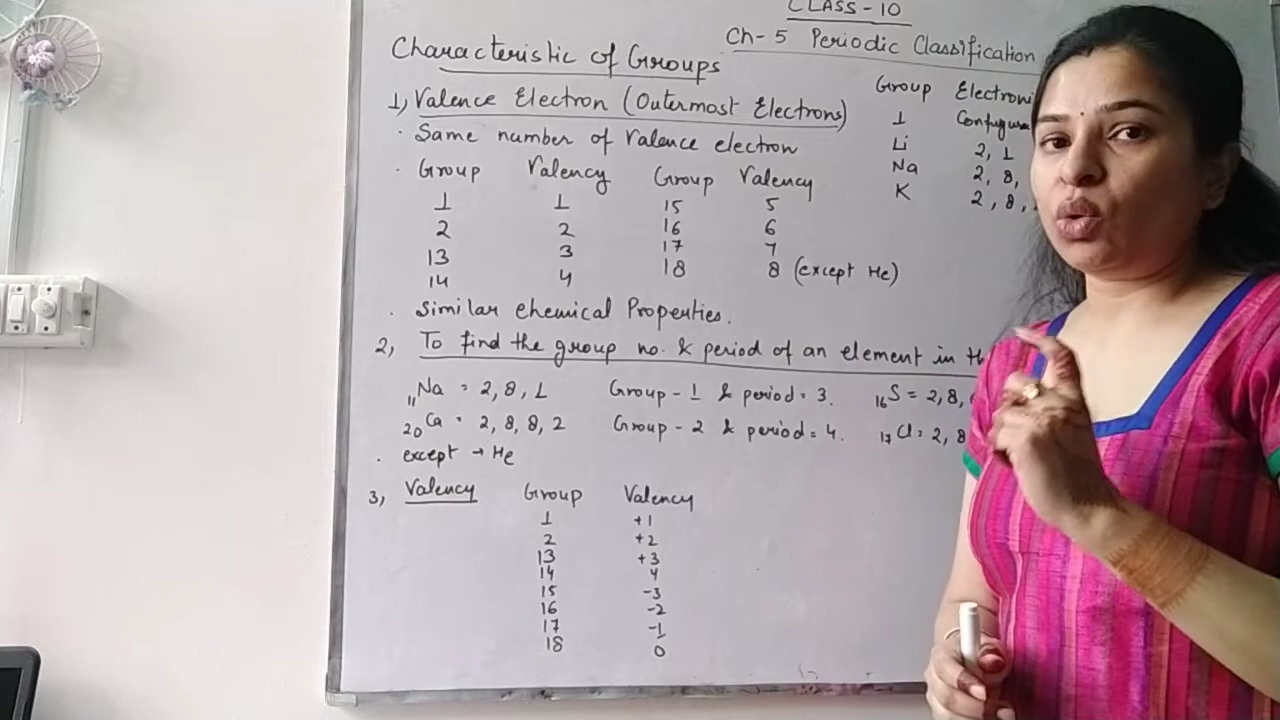 CLASS-10
Ch-5 Periodic Classification
Characteristic of Groups
1, Valence Electron (Outermost Electrons)
· Same number of Valence electron
· Group Valency Group Valency
1 1 15 5
2 2 16 6
13 3 17 7
14 4 18 8 (except He)
Group
1
Li 2, 1
Na 2, 8,
K 2, 8,
· Similar Chemical Properties.
2, To find the group no. & period of an element in
11Na = 2, 8, 1 Group - 1 & period = 3. 16S = 2, 8,
20Ca = 2, 8, 8, 2 Group - 2 & period = 4. 17Cl = 2, 8
· except → He
3, Valency Group Valency
1 +1
2 +2
13 +3
14 4
15 -3
16 -2
17 -1
18 0